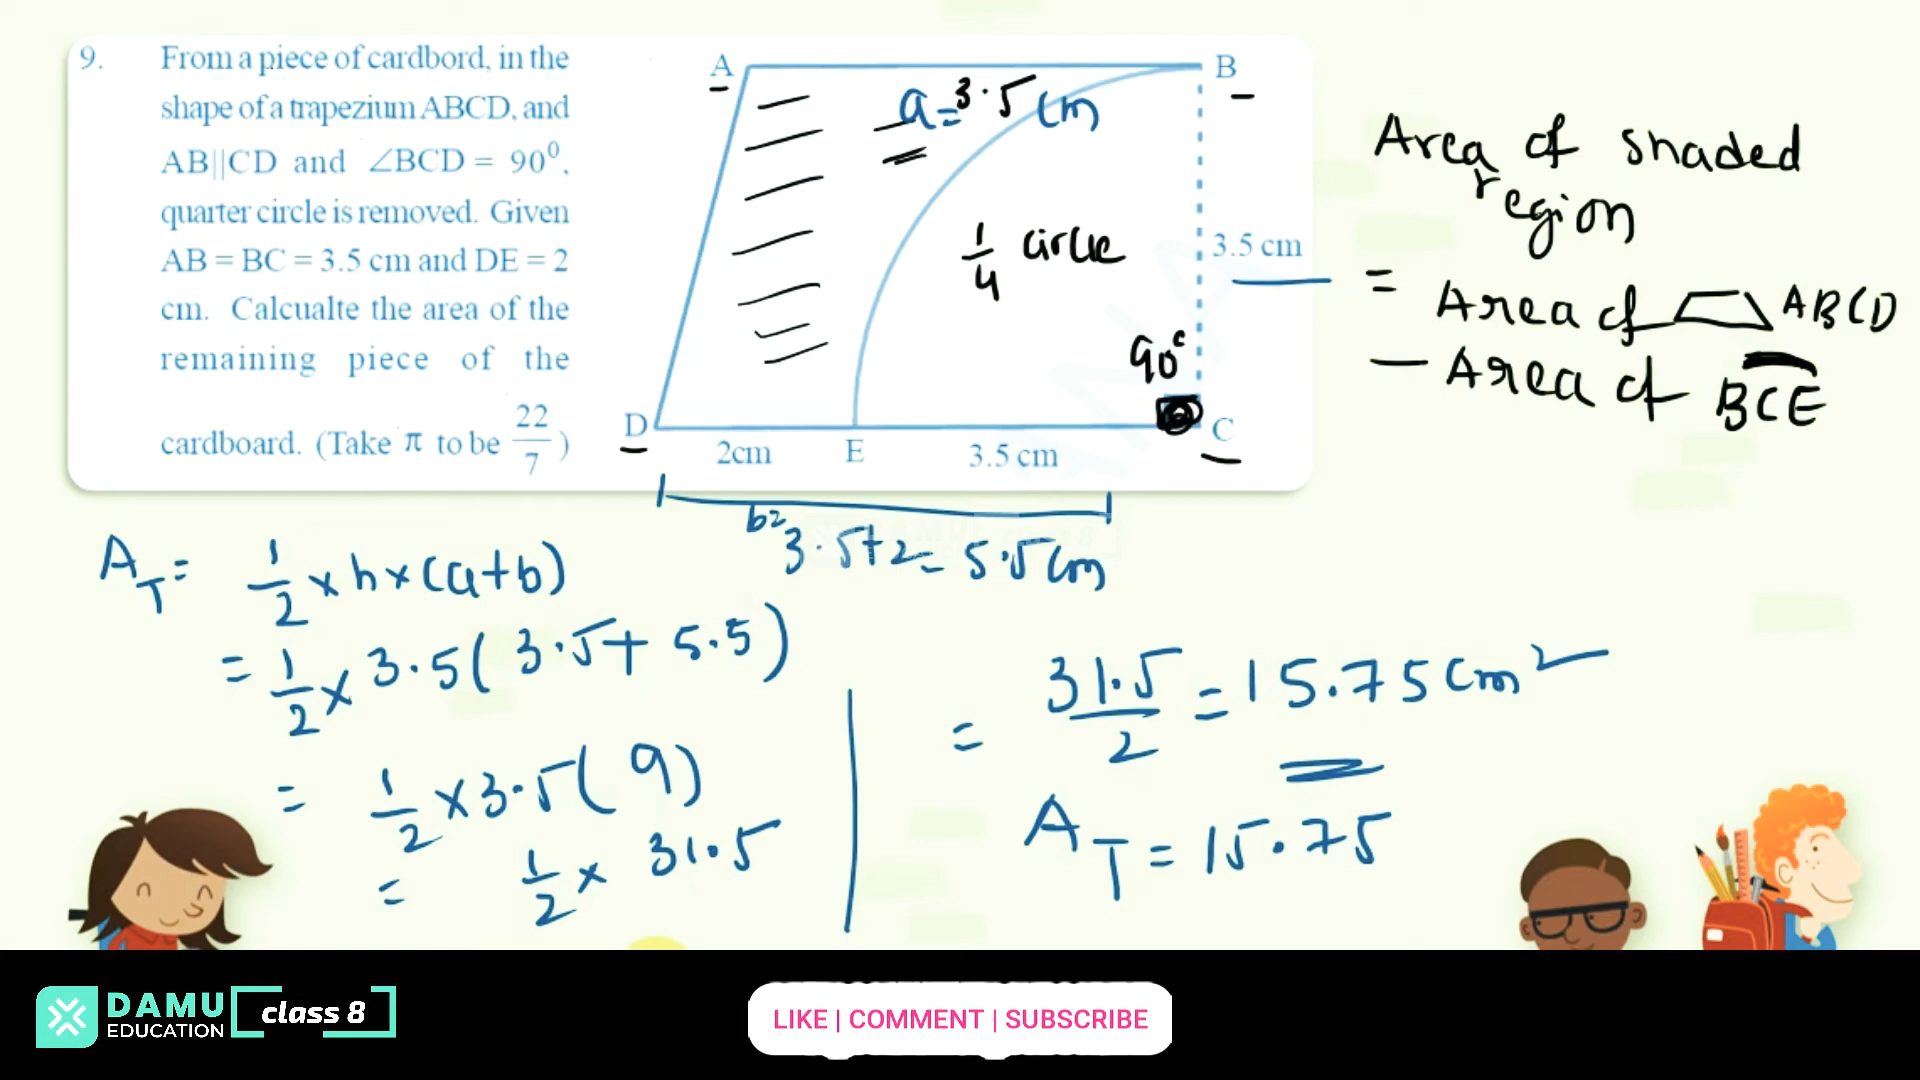 9. From a piece of cardbord, in the
shape of a trapezium ABCD, and
AB||CD and ∠BCD = 90⁰,
quarter circle is removed. Given
AB = BC = 3.5 cm and DE = 2
cm. Calcualte the area of the
remaining piece of the
cardboard. (Take π to be 22/7)
A
B
a = 3.5 cm
1/4 circle
3.5 cm
90°
D
2cm
E
3.5 cm
C
b = 3.5+2 = 5.5 cm
Area of shaded
region
= Area of ABCD
− Area of BCE
A_T = 1/2 × h × (a+b)
= 1/2 × 3.5 ( 3.5 + 5.5 )
= 1/2 × 3.5 ( 9 )
= 1/2 × 31.5
= 31.5/2 = 15.75 cm²
A_T = 15.75
DAMU
EDUCATION
class 8
LIKE | COMMENT | SUBSCRIBE